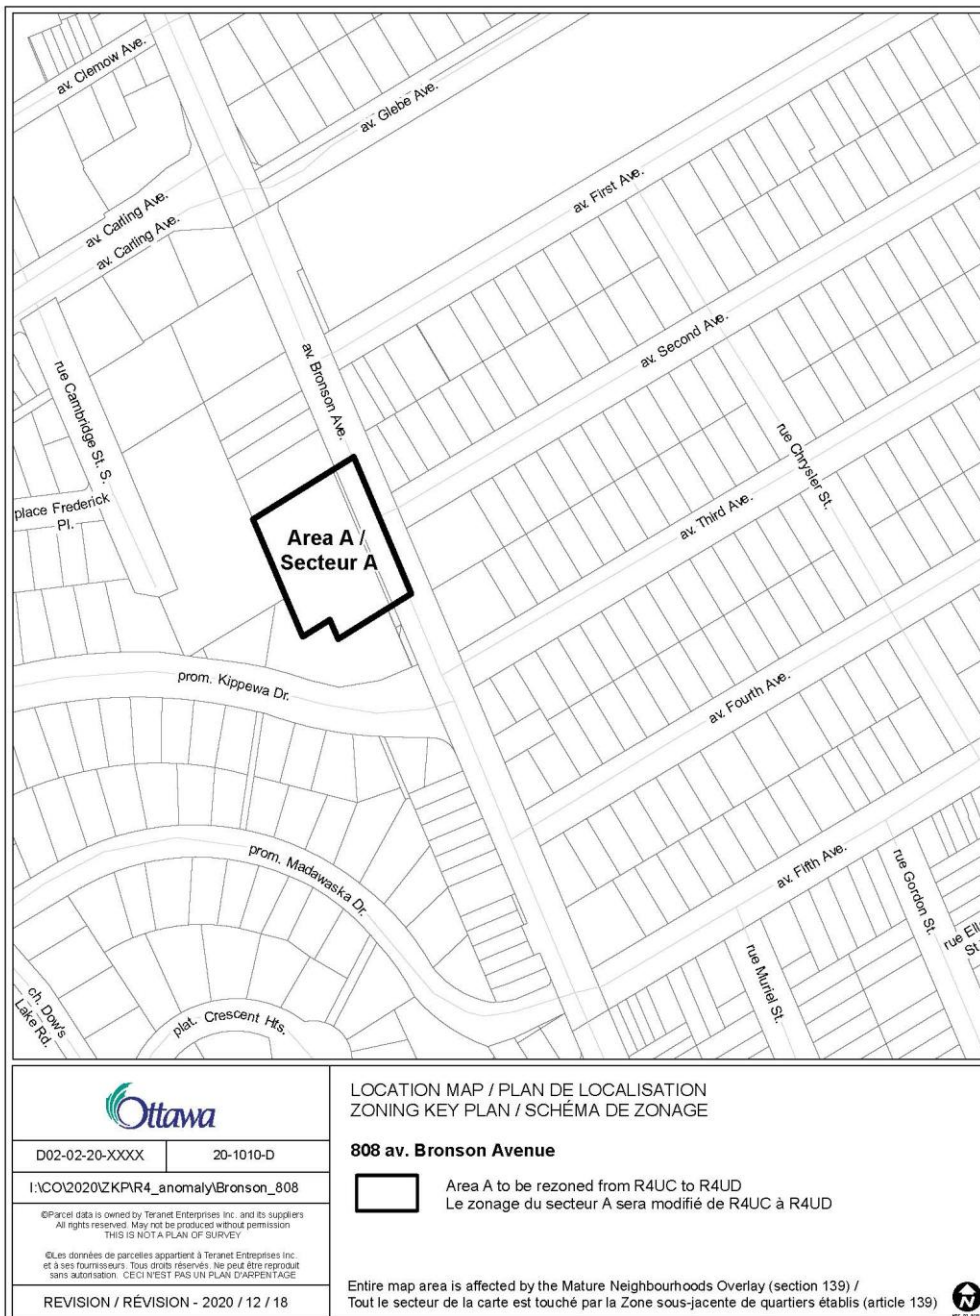 av. Clemow Ave.
av. Glebe Ave.
av. Carling Ave.
av. Carling Ave.
av. First Ave.
av. Second Ave.
av. Bronson Ave.
rue Cambridge St. S.
rue Chrysler St.
place Frederick
Pl.
av. Third Ave.
Area A /
Secteur A
prom. Kippewa Dr.
av. Fourth Ave.
prom. Madawaska Dr.
av. Fifth Ave.
rue Gordon St.
rue Muriel St.
ch. Dow's
Lake Rd.
plat. Crescent Hts.
Ottawa
D02-02-20-XXXX
20-1010-D
I:\CO\2020\ZKP\R4_anomaly\Bronson_808
©Parcel data is owned by Teranet Enterprises Inc. and its suppliers
All rights reserved. May not be produced without permission
THIS IS NOT A PLAN OF SURVEY
©Les données de parcelles appartient à Teranet Entreprises Inc.
et à ses fournisseurs. Tous droits réservés. Ne peut être reproduit
sans autorisation. CECI N'EST PAS UN PLAN D'ARPENTAGE
REVISION / RÉVISION - 2020 / 12 / 18
LOCATION MAP / PLAN DE LOCALISATION
ZONING KEY PLAN / SCHÉMA DE ZONAGE
808 av. Bronson Avenue
Area A to be rezoned from R4UC to R4UD
Le zonage du secteur A sera modifié de R4UC à R4UD
Entire map area is affected by the Mature Neighbourhoods Overlay (section 139) /
Tout le secteur de la carte est touché par la Zone sous-jacente de quartiers établis (article 139)